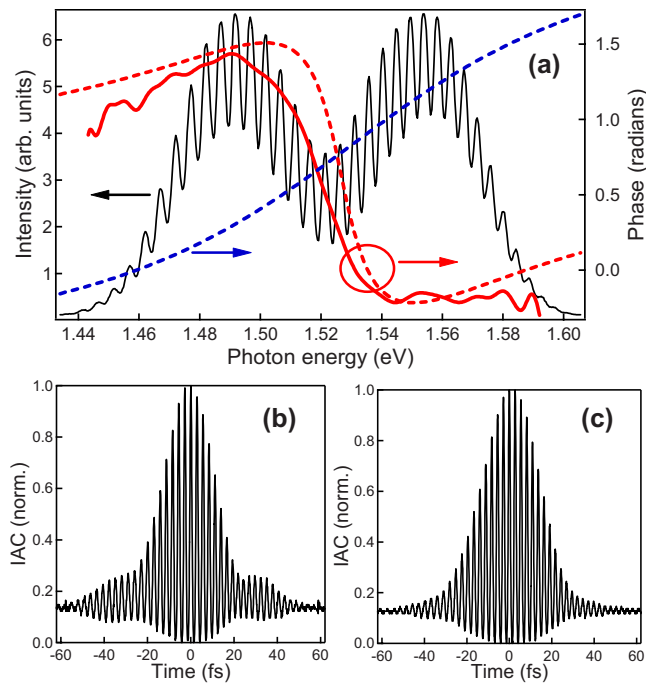 (a)
Intensity (arb. units)
6
5
4
3
2
1
Phase (radians)
1.5
1.0
0.5
0.0
1.44 1.46 1.48 1.50 1.52 1.54 1.56 1.58 1.60
Photon energy (eV)
(b)
IAC (norm.)
1.0
0.8
0.6
0.4
0.2
0.0
-60 -40 -20 0 20 40 60
Time (fs)
(c)
IAC (norm.)
1.0
0.8
0.6
0.4
0.2
0.0
-60 -40 -20 0 20 40 60
Time (fs)